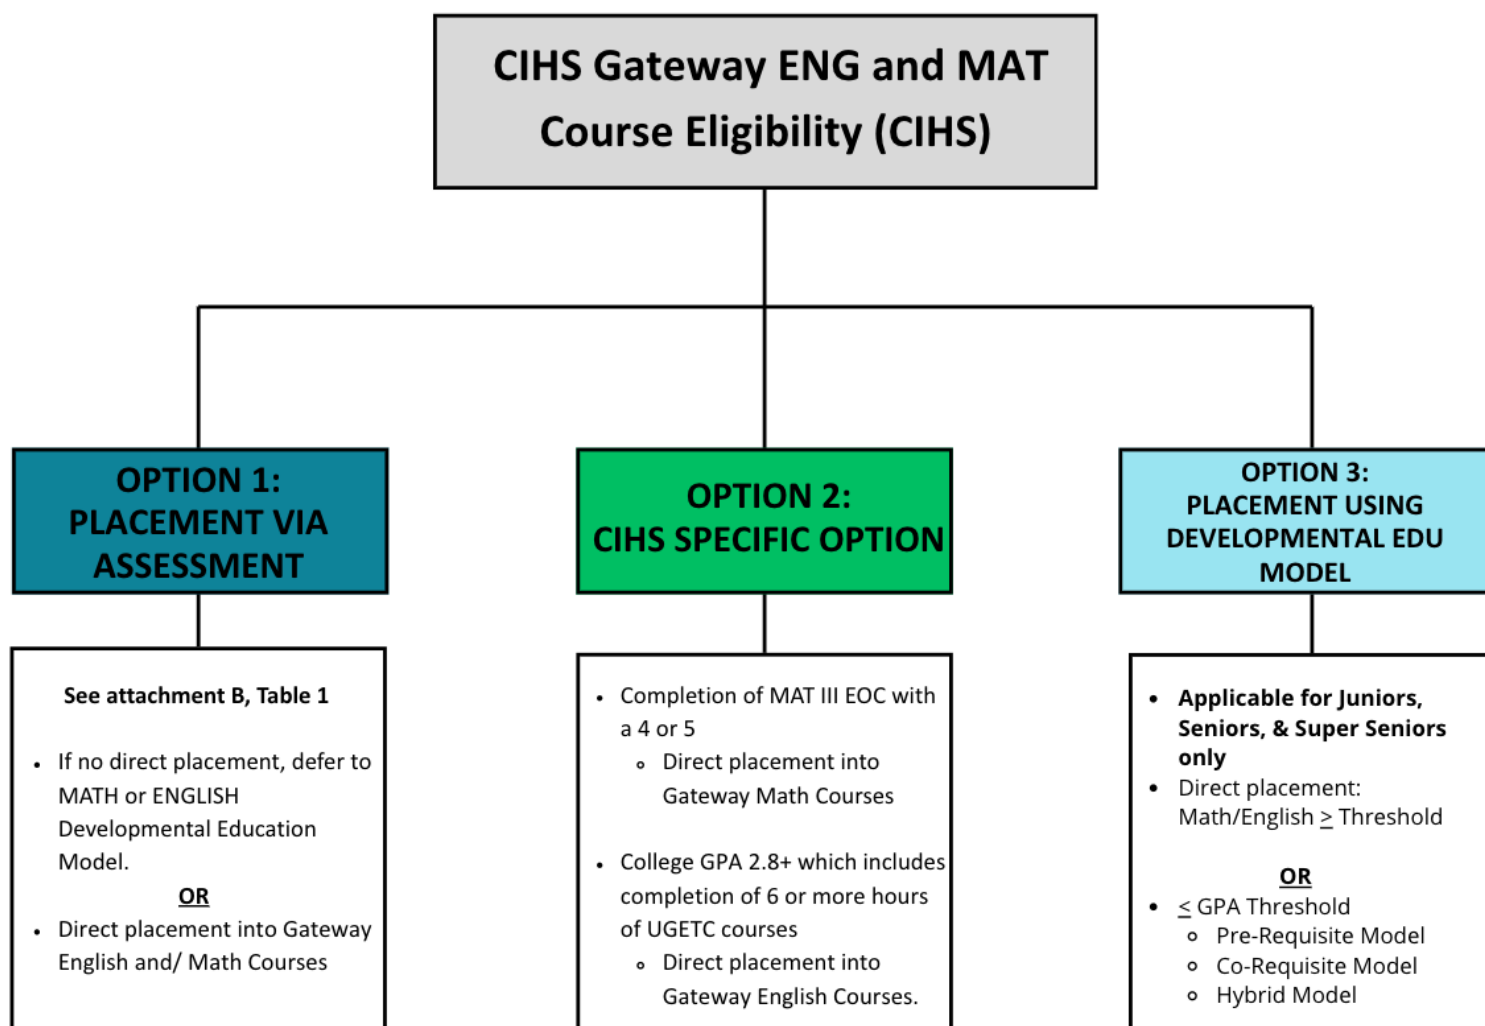 CIHS Gateway ENG and MAT
Course Eligibility (CIHS)
OPTION 1:
PLACEMENT VIA
ASSESSMENT
See attachment B, Table 1
• If no direct placement, defer to
MATH or ENGLISH
Developmental Education
Model.
OR
• Direct placement into Gateway
English and/ Math Courses
OPTION 2:
CIHS SPECIFIC OPTION
• Completion of MAT III EOC with
a 4 or 5
○ Direct placement into
Gateway Math Courses
• College GPA 2.8+ which includes
completion of 6 or more hours
of UGETC courses
○ Direct placement into
Gateway English Courses.
OPTION 3:
PLACEMENT USING
DEVELOPMENTAL EDU
MODEL
• Applicable for Juniors,
Seniors, & Super Seniors
only
• Direct placement:
Math/English ≥ Threshold
OR
• ≤ GPA Threshold
○ Pre-Requisite Model
○ Co-Requisite Model
○ Hybrid Model